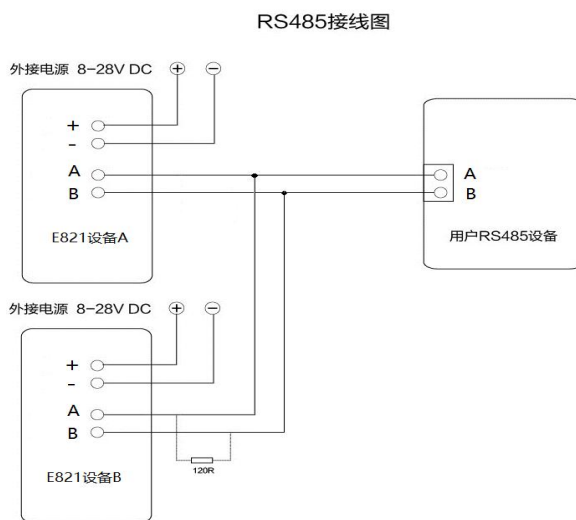 RS485接线图
外接电源 8-28V DC + -
+
-
A
B
E821设备A
A
B
用户RS485设备
外接电源 8-28V DC + -
+
-
A
B
E821设备B
120R